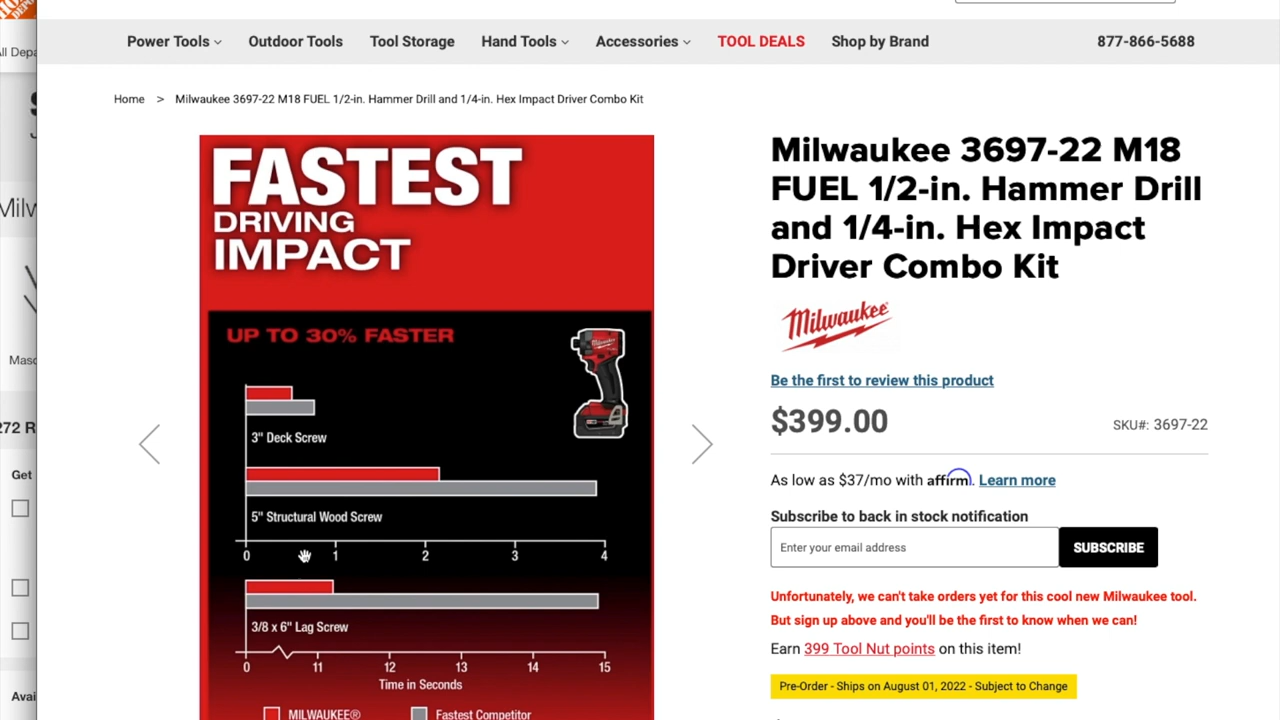 Power Tools
Outdoor Tools
Tool Storage
Hand Tools
Accessories
TOOL DEALS
Shop by Brand
877-866-5688
Home > Milwaukee 3697-22 M18 FUEL 1/2-in. Hammer Drill and 1/4-in. Hex Impact Driver Combo Kit
FASTEST
DRIVING
IMPACT
UP TO 30% FASTER
3" Deck Screw
5" Structural Wood Screw
0 1 2 3 4
3/8 x 6" Lag Screw
0 11 12 13 14 15
Time in Seconds
MILWAUKEE® Fastest Competitor
Milwaukee 3697-22 M18
FUEL 1/2-in. Hammer Drill
and 1/4-in. Hex Impact
Driver Combo Kit
Milwaukee
Be the first to review this product
$399.00
SKU#: 3697-22
As low as $37/mo with affirm. Learn more
Subscribe to back in stock notification
Enter your email address
SUBSCRIBE
Unfortunately, we can't take orders yet for this cool new Milwaukee tool.
But sign up above and you'll be the first to know when we can!
Earn 399 Tool Nut points on this item!
Pre-Order - Ships on August 01, 2022 - Subject to Change
Get